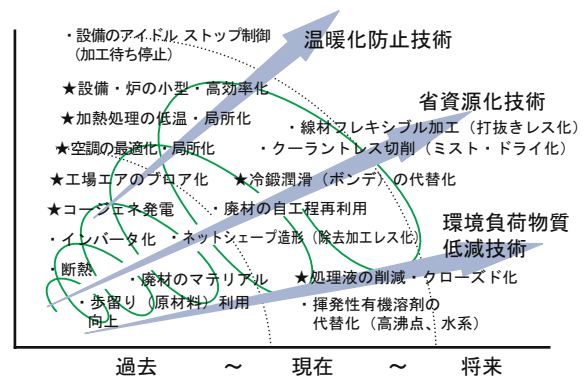 ・設備のアイドル ストップ制御
(加工待ち停止)
温暖化防止技術
★設備・炉の小型・高効率化
省資源化技術
★加熱処理の低温・局所化
・線材フレキシブル加工（打抜きレス化）
★空調の最適化・局所化
・クーラントレス切削（ミスト・ドライ化）
★工場エアのブロア化
★冷鍛潤滑（ボンデ）の代替化
★コージェネ発電
・廃材の自工程再利用
環境負荷物質
低減技術
・インバータ化
・ネットシェープ造形（除去加工レス化）
・断熱
・廃材のマテリアル
利用
★処理液の削減・クローズド化
・歩留り（原材料）
向上
・揮発性有機溶剤の
代替化（高沸点、水系）
過去 ～ 現在 ～ 将来